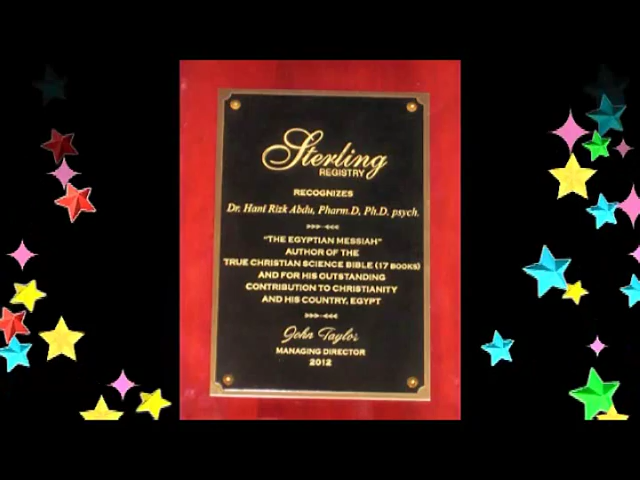 Sterling
REGISTRY
RECOGNIZES
Dr. Hani Rizk Abdu, Pharm.D, Ph.D. psych.
"THE EGYPTIAN MESSIAH"
AUTHOR OF THE
TRUE CHRISTIAN SCIENCE BIBLE (17 BOOKS)
AND FOR HIS OUTSTANDING
CONTRIBUTION TO CHRISTIANITY
AND HIS COUNTRY, EGYPT
John Taylor
MANAGING DIRECTOR
2012